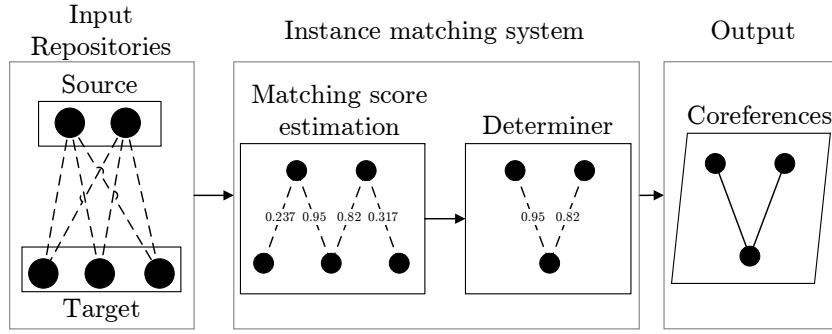 Input
Repositories
Instance matching system
Output
Source
Target
Matching score
estimation
0.237 0.95 0.82 0.317
Determiner
0.95 0.82
Coreferences